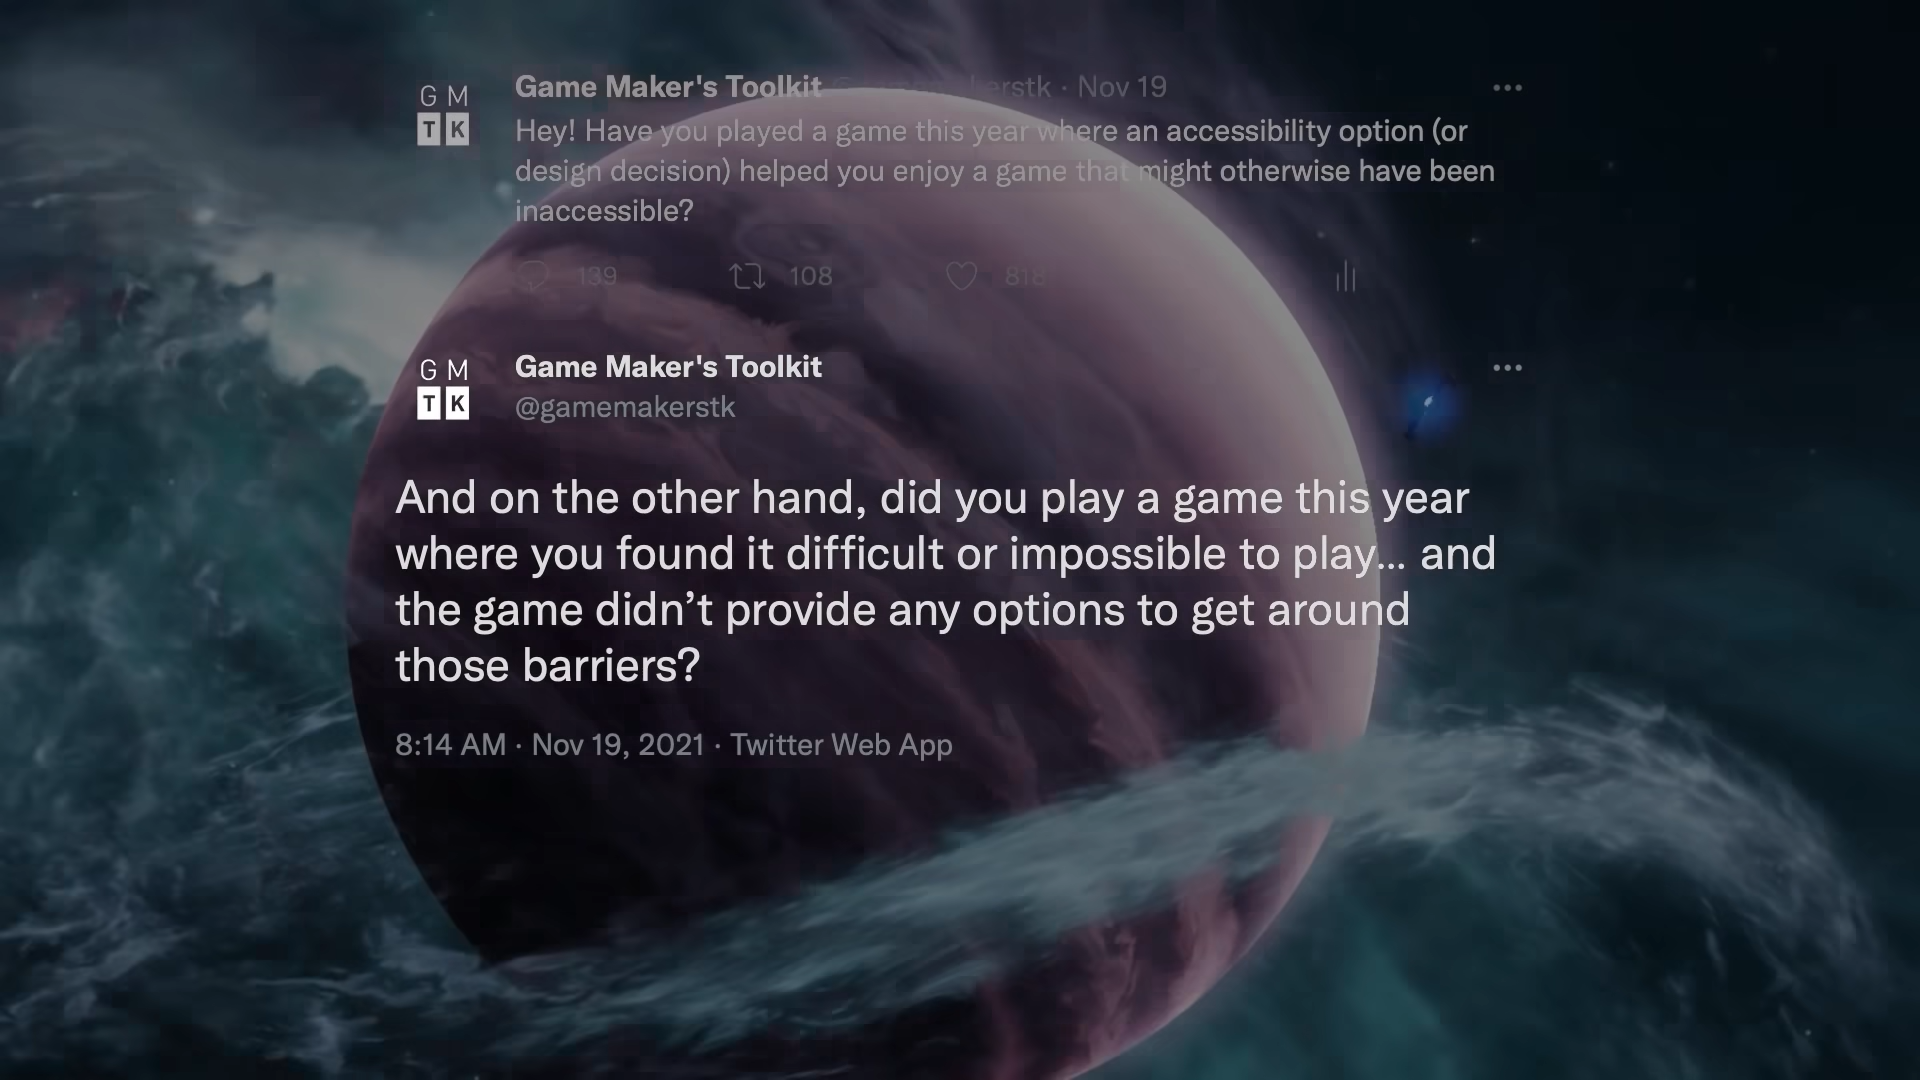 G M
T K
Game Maker's Toolkit · Nov 19
Hey! Have you played a game this year where an accessibility option (or
design decision) helped you enjoy a game that might otherwise have been
inaccessible?
139 108 818
G M
T K
Game Maker's Toolkit
@gamemakerstk
And on the other hand, did you play a game this year
where you found it difficult or impossible to play... and
the game didn’t provide any options to get around
those barriers?
8:14 AM · Nov 19, 2021 · Twitter Web App